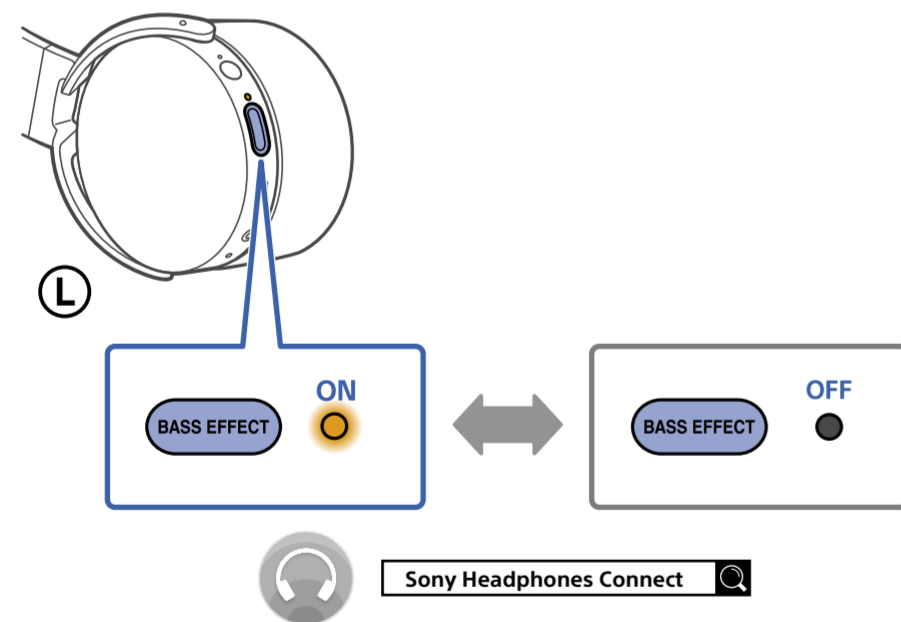 L
ON
BASS EFFECT
OFF
BASS EFFECT
Sony Headphones Connect